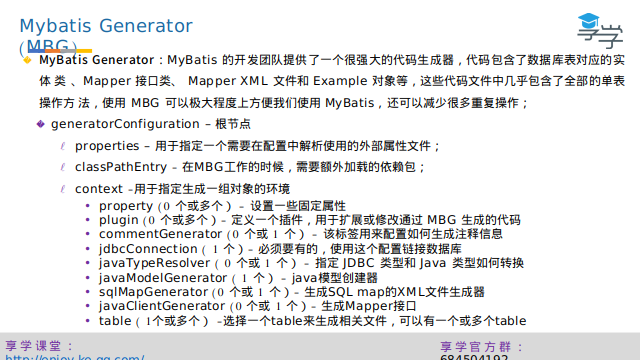 Mybatis Generator
(MBG)
学学
MyBatis Generator：MyBatis 的开发团队提供了一个很强大的代码生成器，代码包含了数据库表对应的实
体 类 、Mapper 接口类、 Mapper XML 文件和 Example 对象等，这些代码文件中几乎包含了全部的单表
操作方 法，使用 MBG 可以极大程度上方便我们使用 MyBatis，还可以减少很多重复操作；
generatorConfiguration – 根节点
properties – 用于指定一个需要在配置中解析使用的外部属性文件；
classPathEntry - 在MBG工作的时候，需要额外加载的依赖包；
context -用于指定生成一组对象的环境
property (0 个或多个） - 设置一些固定属性
plugin (0 个或多个）- 定义一个插件，用于扩展或修改通过 MBG 生成的代码
commentGenerator (0 个或 1 个） - 该标签用来配置如何生成注释信息
jdbcConnection ( 1 个）- 必须要有的，使用这个配置链接数据库
javaTypeResolver ( 0 个或 1 个） - 指定 JDBC 类型和 Java 类型如何转换
javaModelGenerator ( 1 个） - java模型创建器
sqlMapGenerator (0 个或 1 个） - 生成SQL map的XML文件生成器
javaClientGenerator (0 个或 1 个） - 生成Mapper接口
table ( 1个或多个） -选择一个table来生成相关文件，可以有一个或多个table
享学课堂：
http://enjoy.ke.qq.com/
享学官方群：
684504192